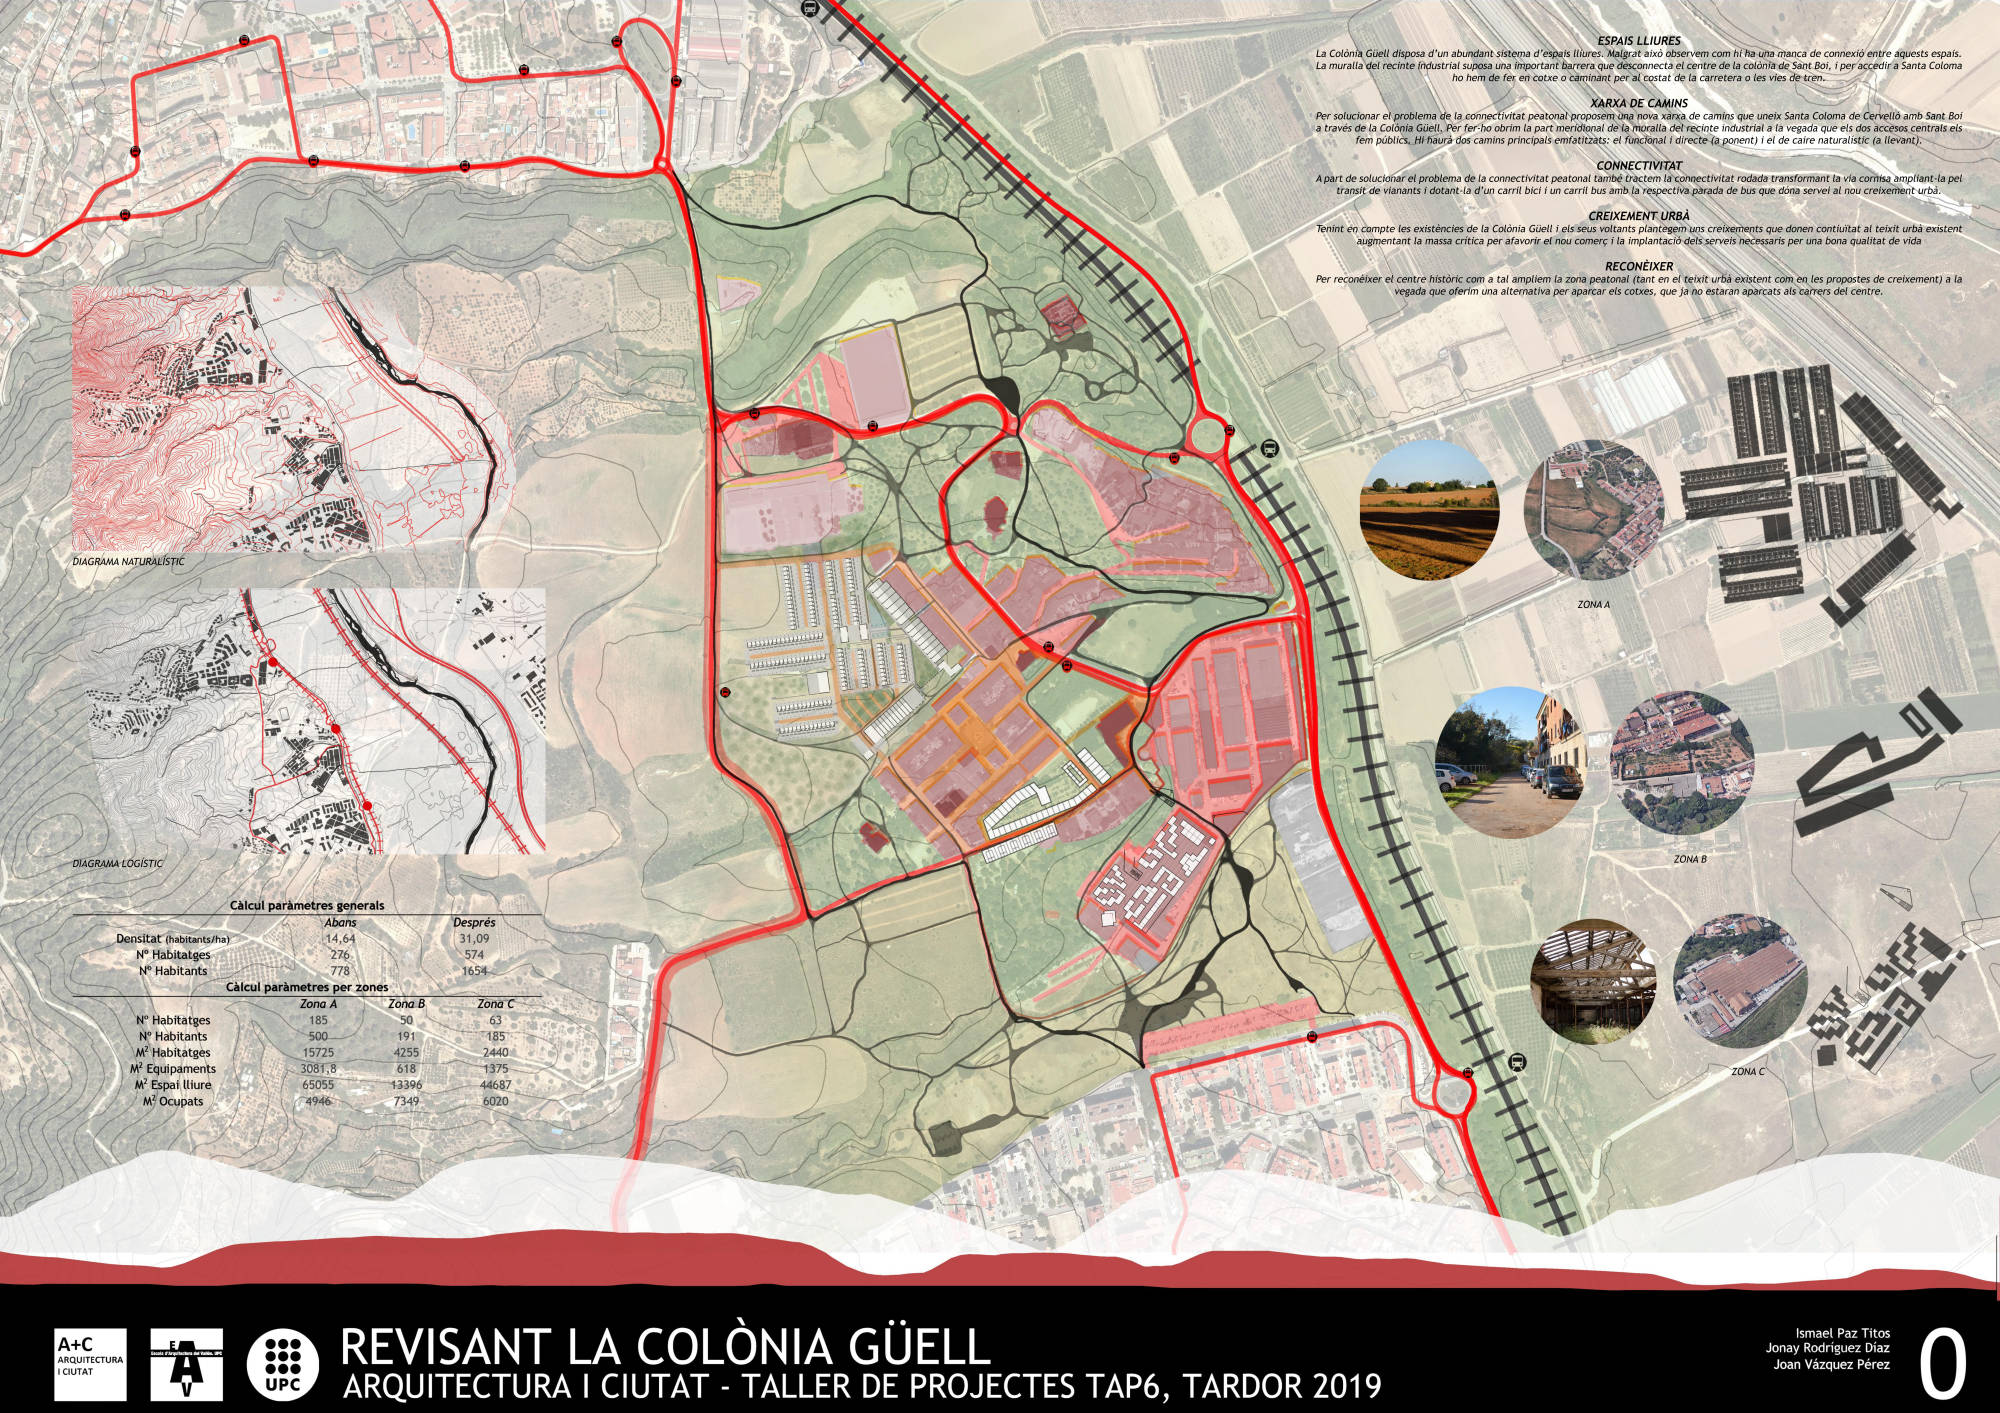 ESPAIS LLIURES
La Colònia Güell disposa d'un abundant sistema d'espais lliures. Malgrat això observem com hi ha una manca de connexió entre aquests espais.
La muralla del recinte industrial suposa una important barrera que desconnecta el centre de la colònia de Sant Boi, i per accedir a Santa Coloma
ho hem de fer en cotxe o caminant per al costat de la carretera o les vies de tren.
XARXA DE CAMINS
Per solucionar el problema de la connectivitat peatonal proposem una nova xarxa de camins que uneix Santa Coloma de Cervelló amb Sant Boi
a través de la Colònia Güell. Per fer-ho obrim la part meridional de la muralla del recinte industrial a la vegada que els dos accesos centrals els
fem públics. Hi haurà dos camins principals emfatitzats: el funcional i directe (a ponent) i el de caire naturalístic (a llevant).
CONNECTIVITAT
A part de solucionar el problema de la connectivitat peatonal també tractem la connectivitat rodada transformant la via cornisa ampliant-la pel
transit de vianants i dotant-la d'un carril bici i un carril bus amb la respectiva parada de bus que dóna servei al nou creixement urbà.
CREIXEMENT URBÀ
Tenint en compte les existències de la Colònia Güell i els seus voltants plantegem uns creixements que donen contiuïtat al teixit urbà existent
augmentant la massa crítica per afavorir el nou comerç i la implantació dels serveis necessaris per una bona qualitat de vida
RECONÈIXER
Per reconéixer el centre històric com a tal ampliem la zona peatonal (tant en el teixit urbà existent com en les propostes de creixement) a la
vegada que oferim una alternativa per aparcar els cotxes, que ja no estaran aparcats als carrers del centre.
DIAGRAMA NATURALÍSTIC
ZONA A
DIAGRAMA LOGÍSTIC
ZONA B
Càlcul paràmetres generals
Abans Després
Densitat (habitants/ha) 14,64 31,09
Nº Habitatges 276 574
Nº Habitants 778 1654
Càlcul paràmetres per zones
Zona A Zona B Zona C
Nº Habitatges 185 50 63
Nº Habitants 500 191 185
M² Habitatges 15725 4255 2440
M² Equipaments 3081,8 618 1375
M² Espai lliure 65055 13396 44687
M² Ocupats 4946 7349 6020
ZONA C
A+C
ARQUITECTURA
I CIUTAT
E
Escola d'Arquitectura del Vallès. UPC
A
V
UPC
REVISANT LA COLÒNIA GÜELL
ARQUITECTURA I CIUTAT - TALLER DE PROJECTES TAP6, TARDOR 2019
Ismael Paz Titos
Jonay Rodríguez Díaz
Joan Vázquez Pérez
0